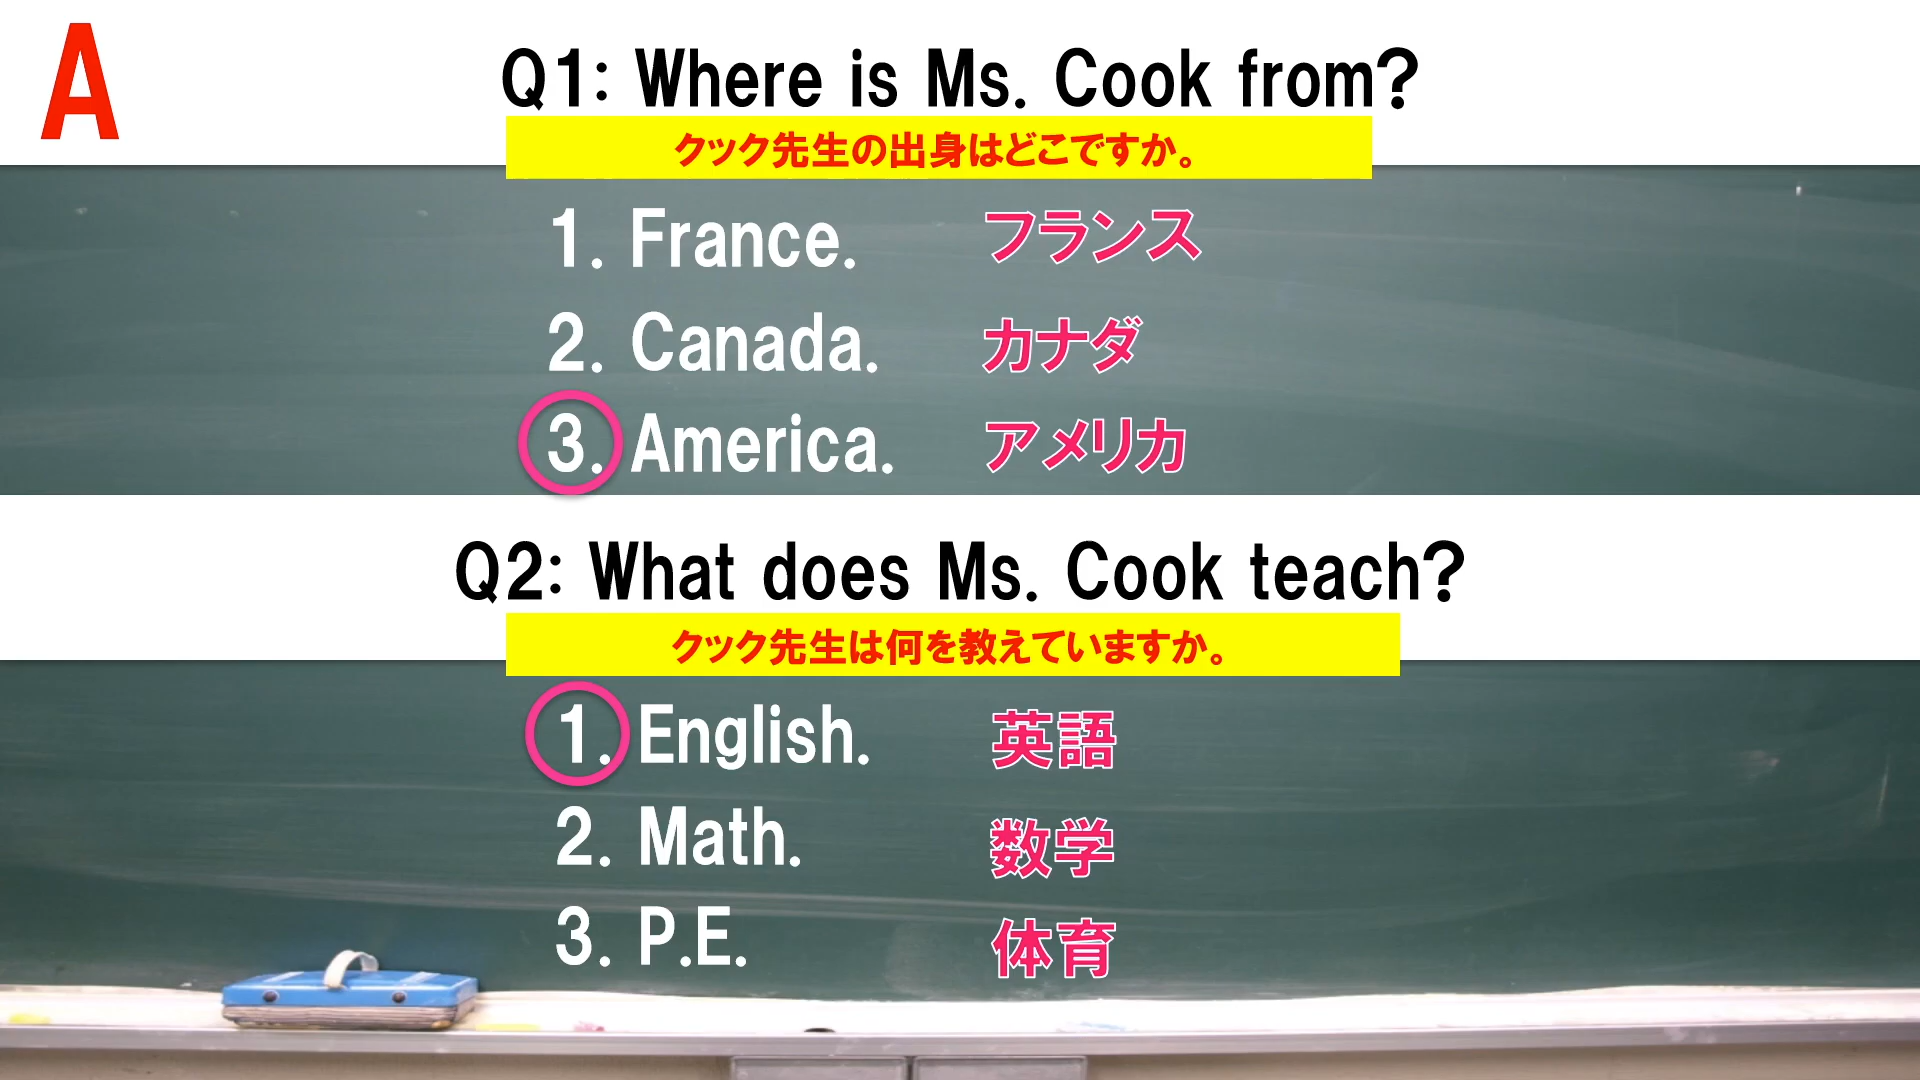 A
Q1: Where is Ms. Cook from?
クック先生の出身はどこですか。
1. France. フランス
2. Canada. カナダ
3. America. アメリカ
Q2: What does Ms. Cook teach?
クック先生は何を教えていますか。
1. English. 英語
2. Math. 数学
3. P.E. 体育